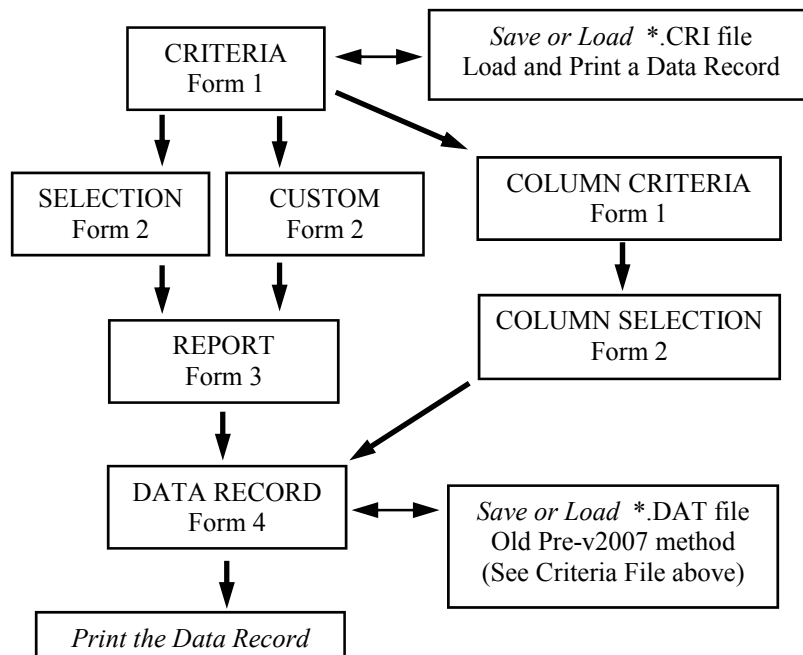 CRITERIA
Form 1
Save or Load *.CRI file
Load and Print a Data Record
SELECTION
Form 2
CUSTOM
Form 2
COLUMN CRITERIA
Form 1
REPORT
Form 3
COLUMN SELECTION
Form 2
DATA RECORD
Form 4
Save or Load *.DAT file
Old Pre-v2007 method
(See Criteria File above)
Print the Data Record